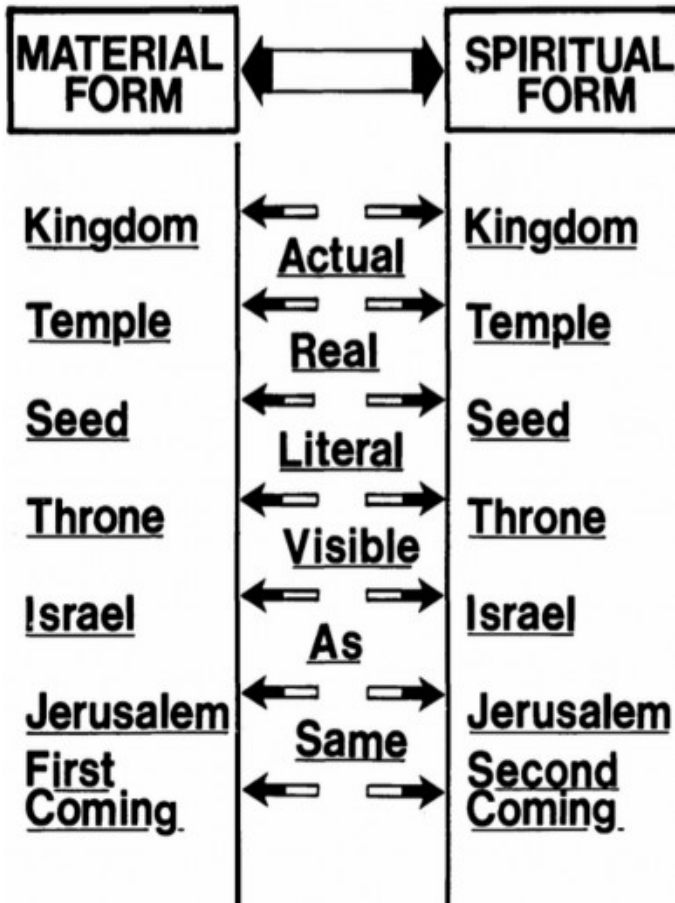 MATERIAL FORM
SPIRITUAL FORM
Kingdom
Temple
Seed
Throne
Israel
Jerusalem
First
Coming
Actual
Real
Literal
Visible
As
Same
Kingdom
Temple
Seed
Throne
Israel
Jerusalem
Second
Coming